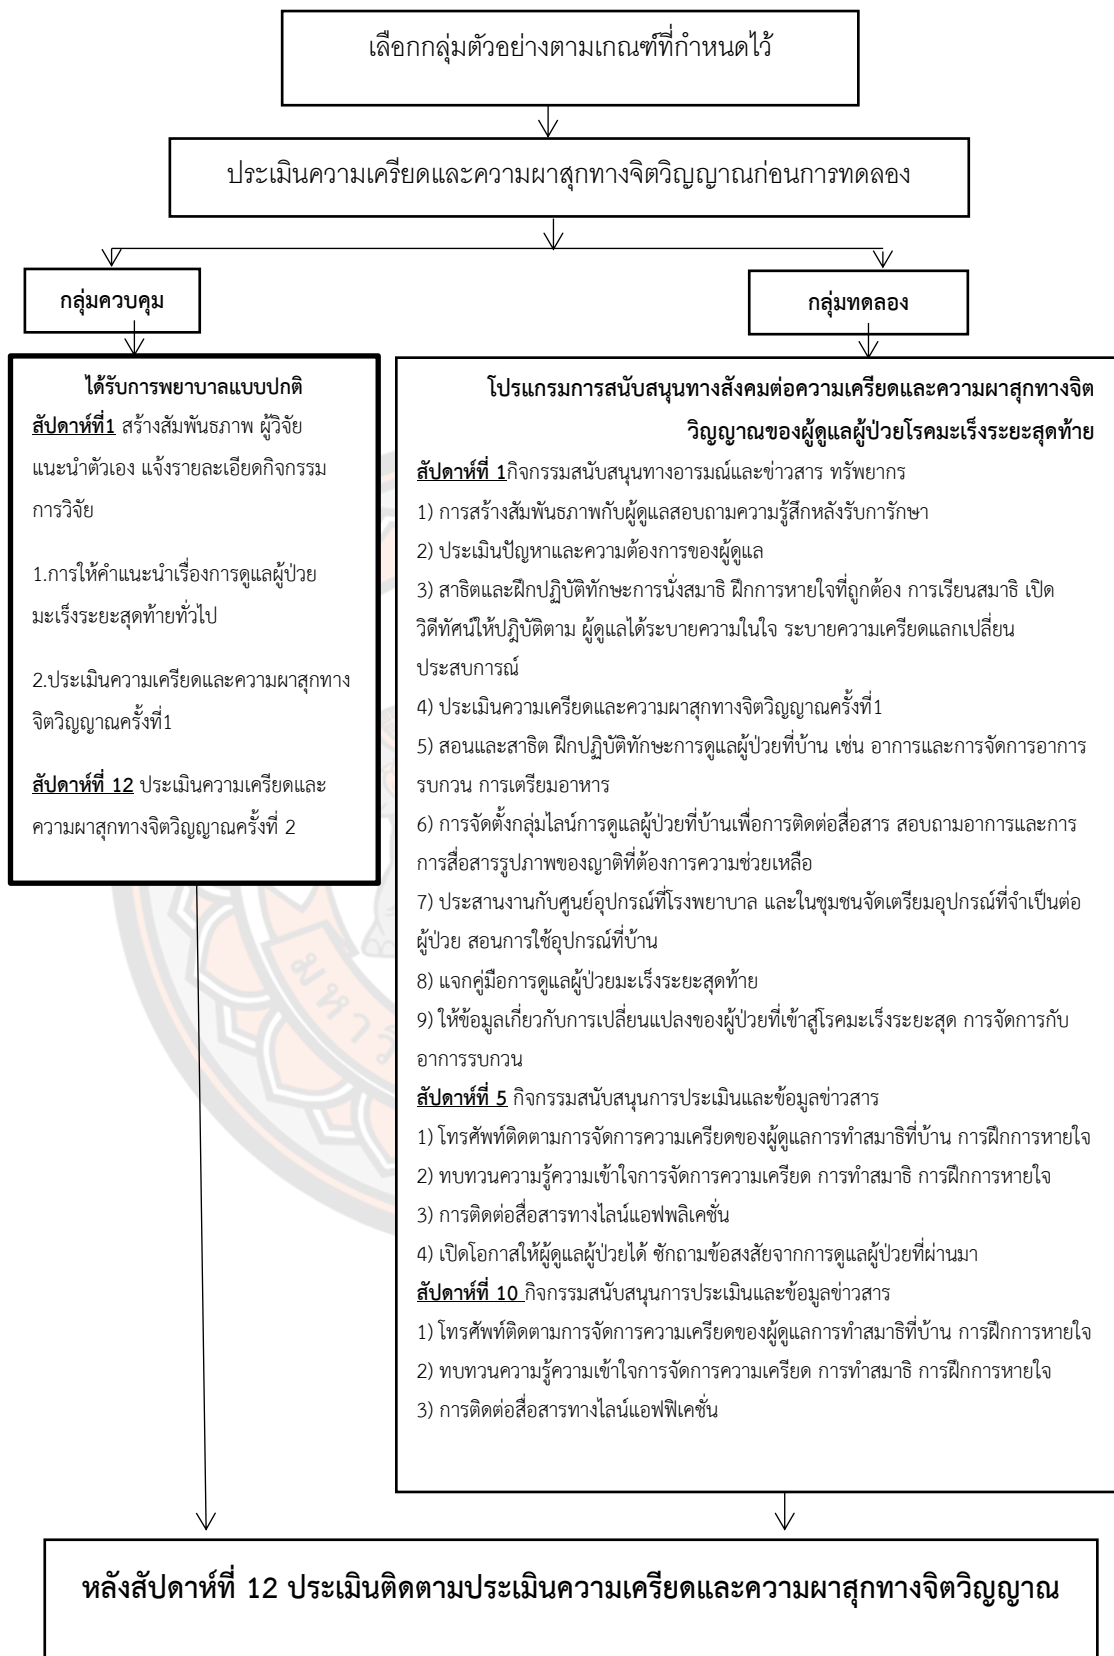 เลือกกลุ่มตัวอย่างตามเกณฑ์ที่กำหนดไว้
ประเมินความเครียดและความผาสุกทางจิตวิญญาณก่อนการทดลอง
กลุ่มควบคุม
กลุ่มทดลอง
ได้รับการพยาบาลแบบปกติ
สัปดาห์ที่1 สร้างสัมพันธภาพ ผู้วิจัย
แนะนำตัวเอง แจ้งรายละเอียดกิจกรรม
การวิจัย
1.การให้คำแนะนำเรื่องการดูแลผู้ป่วย
มะเร็งระยะสุดท้ายทั่วไป
2.ประเมินความเครียดและความผาสุกทาง
จิตวิญญาณครั้งที่1
สัปดาห์ที่ 12 ประเมินความเครียดและ
ความผาสุกทางจิตวิญญาณครั้งที่ 2
โปรแกรมการสนับสนุนทางสังคมต่อความเครียดและความผาสุกทางจิต
วิญญาณของผู้ดูแลผู้ป่วยโรคมะเร็งระยะสุดท้าย
สัปดาห์ที่ 1กิจกรรมสนับสนุนทางอารมณ์และข่าวสาร ทรัพยากร
1) การสร้างสัมพันธภาพกับผู้ดูแลสอบถามความรู้สึกหลังรับการักษา
2) ประเมินปัญหาและความต้องการของผู้ดูแล
3) สาธิตและฝึกปฏิบัติทักษะการนั่งสมาธิ ฝึกการหายใจที่ถูกต้อง การเรียนสมาธิ เปิด
วิดีทัศน์ให้ปฎิบัติตาม ผู้ดูแลได้ระบายความในใจ ระบายความเครียดแลกเปลี่ยน
ประสบการณ์
4) ประเมินความเครียดและความผาสุกทางจิตวิญญาณครั้งที่1
5) สอนและสาธิต ฝึกปฏิบัติทักษะการดูแลผู้ป่วยที่บ้าน เช่น อาการและการจัดการอาการ
รบกวน การเตรียมอาหาร
6) การจัดตั้งกลุ่มไลน์การดูแลผู้ป่วยที่บ้านเพื่อการติดต่อสื่อสาร สอบถามอาการและการ
การสื่อสารรูปภาพของญาติที่ต้องการความช่วยเหลือ
7) ประสานงานกับศูนย์อุปกรณ์ที่โรงพยาบาล และในชุมชนจัดเตรียมอุปกรณ์ที่จำเป็นต่อ
ผู้ป่วย สอนการใช้อุปกรณ์ที่บ้าน
8) แจกคู่มือการดูแลผู้ป่วยมะเร็งระยะสุดท้าย
9) ให้ข้อมูลเกี่ยวกับการเปลี่ยนแปลงของผู้ป่วยที่เข้าสู่โรคมะเร็งระยะสุด การจัดการกับ
อาการรบกวน
สัปดาห์ที่ 5 กิจกรรมสนับสนุนการประเมินและข้อมูลข่าวสาร
1) โทรศัพท์ติดตามการจัดการความเครียดของผู้ดูแลการทำสมาธิที่บ้าน การฝึกการหายใจ
2) ทบทวนความรู้ความเข้าใจการจัดการความเครียด การทำสมาธิ การฝึกการหายใจ
3) การติดต่อสื่อสารทางไลน์แอฟพลิเคชั่น
4) เปิดโอกาสให้ผู้ดูแลผู้ป่วยได้ ซักถามข้อสงสัยจากการดูแลผู้ป่วยที่ผ่านมา
สัปดาห์ที่ 10 กิจกรรมสนับสนุนการประเมินและข้อมูลข่าวสาร
1) โทรศัพท์ติดตามการจัดการความเครียดของผู้ดูแลการทำสมาธิที่บ้าน การฝึกการหายใจ
2) ทบทวนความรู้ความเข้าใจการจัดการความเครียด การทำสมาธิ การฝึกการหายใจ
3) การติดต่อสื่อสารทางไลน์แอฟฟิเคชั่น
หลังสัปดาห์ที่ 12 ประเมินติดตามประเมินความเครียดและความผาสุกทางจิตวิญญาณ